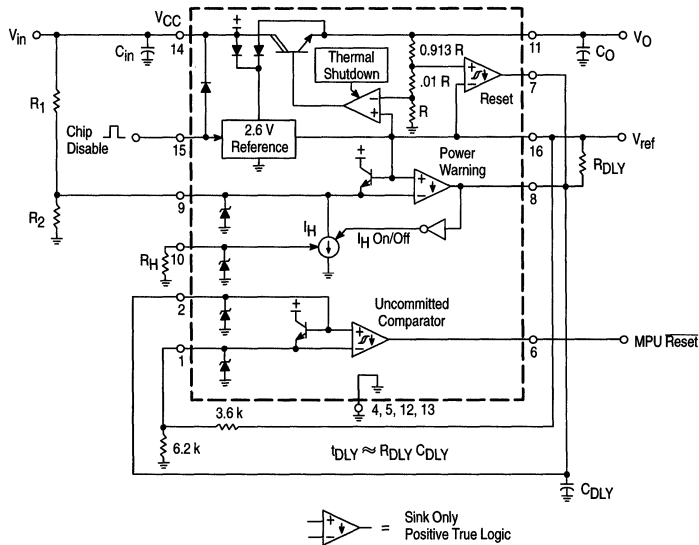 Vin
VCC
14
Cin
0.913 R
.01 R
R
11
CO
VO
Thermal
Shutdown
7
Reset
R1
Chip
Disable
15
2.6 V
Reference
16
Vref
RDLY
Power
Warning
9
8
R2
IH
IH On/Off
10
RH
2
Uncommitted
Comparator
1
6
MPU R̅e̅s̅e̅t̅
4, 5, 12, 13
3.6 k
6.2 k
tDLY ≈ RDLY CDLY
CDLY
= Sink Only
Positive True Logic